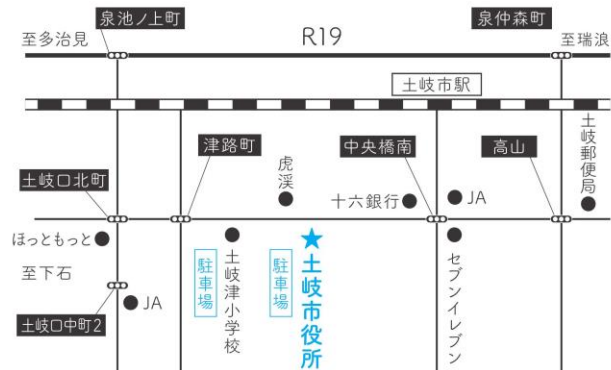 泉池ノ上町
泉仲森町
至多治見
R19
至瑞浪
土岐市駅
津路町
中央橋南
高山
土岐郵便局
土岐口北町
虎渓
十六銀行
JA
ほっともっと
至下石
駐車場
土岐津小学校
駐車場
★土岐市役所
セブンイレブン
JA
土岐口中町2